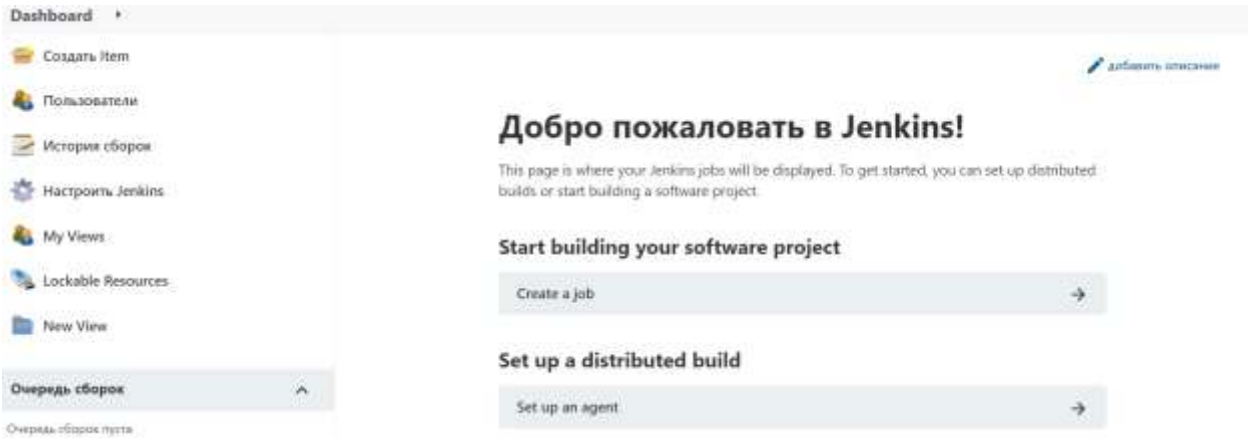 Dashboard
Создать Item
Пользователи
История сборок
Настроить Jenkins
My Views
Lockable Resources
New View
Очередь сборок
Очередь сборок пуста
добавить описание
Добро пожаловать в Jenkins!
This page is where your Jenkins jobs will be displayed. To get started, you can set up distributed
builds or start building a software project.
Start building your software project
Create a job
Set up a distributed build
Set up an agent